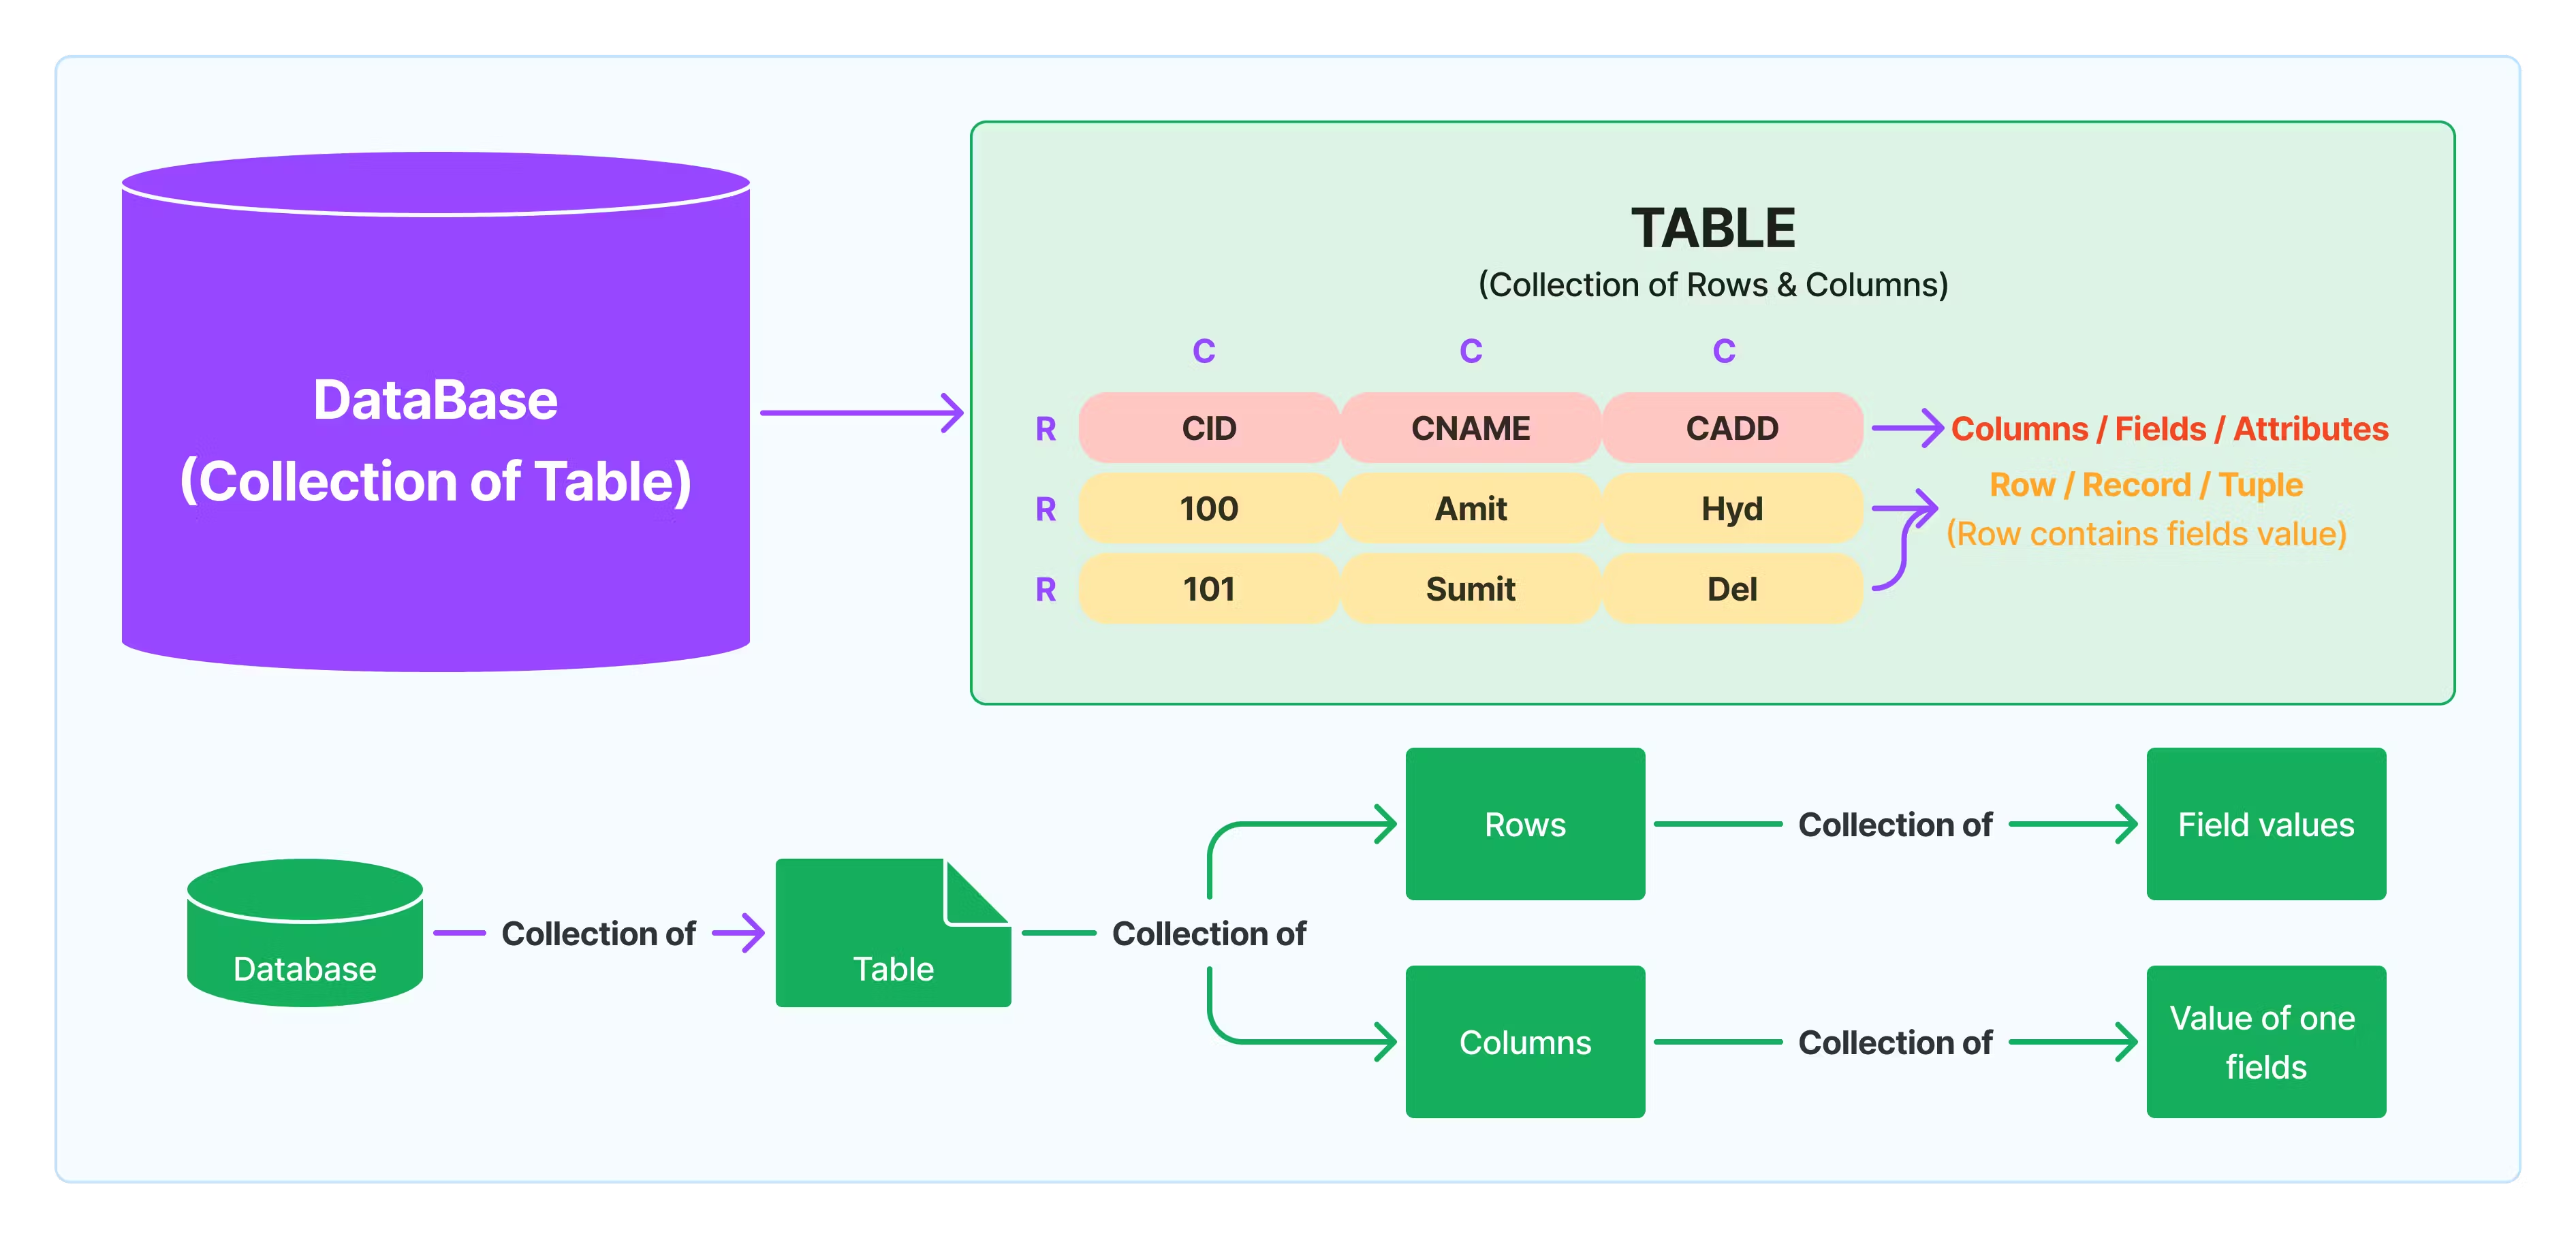 DataBase
(Collection of Table)
TABLE
(Collection of Rows & Columns)
C C C
R CID CNAME CADD Columns / Fields / Attributes
Row / Record / Tuple
R 100 Amit Hyd
(Row contains fields value)
R 101 Sumit Del
Rows Collection of Field values
Database Collection of Table Collection of
Columns Collection of Value of one
fields